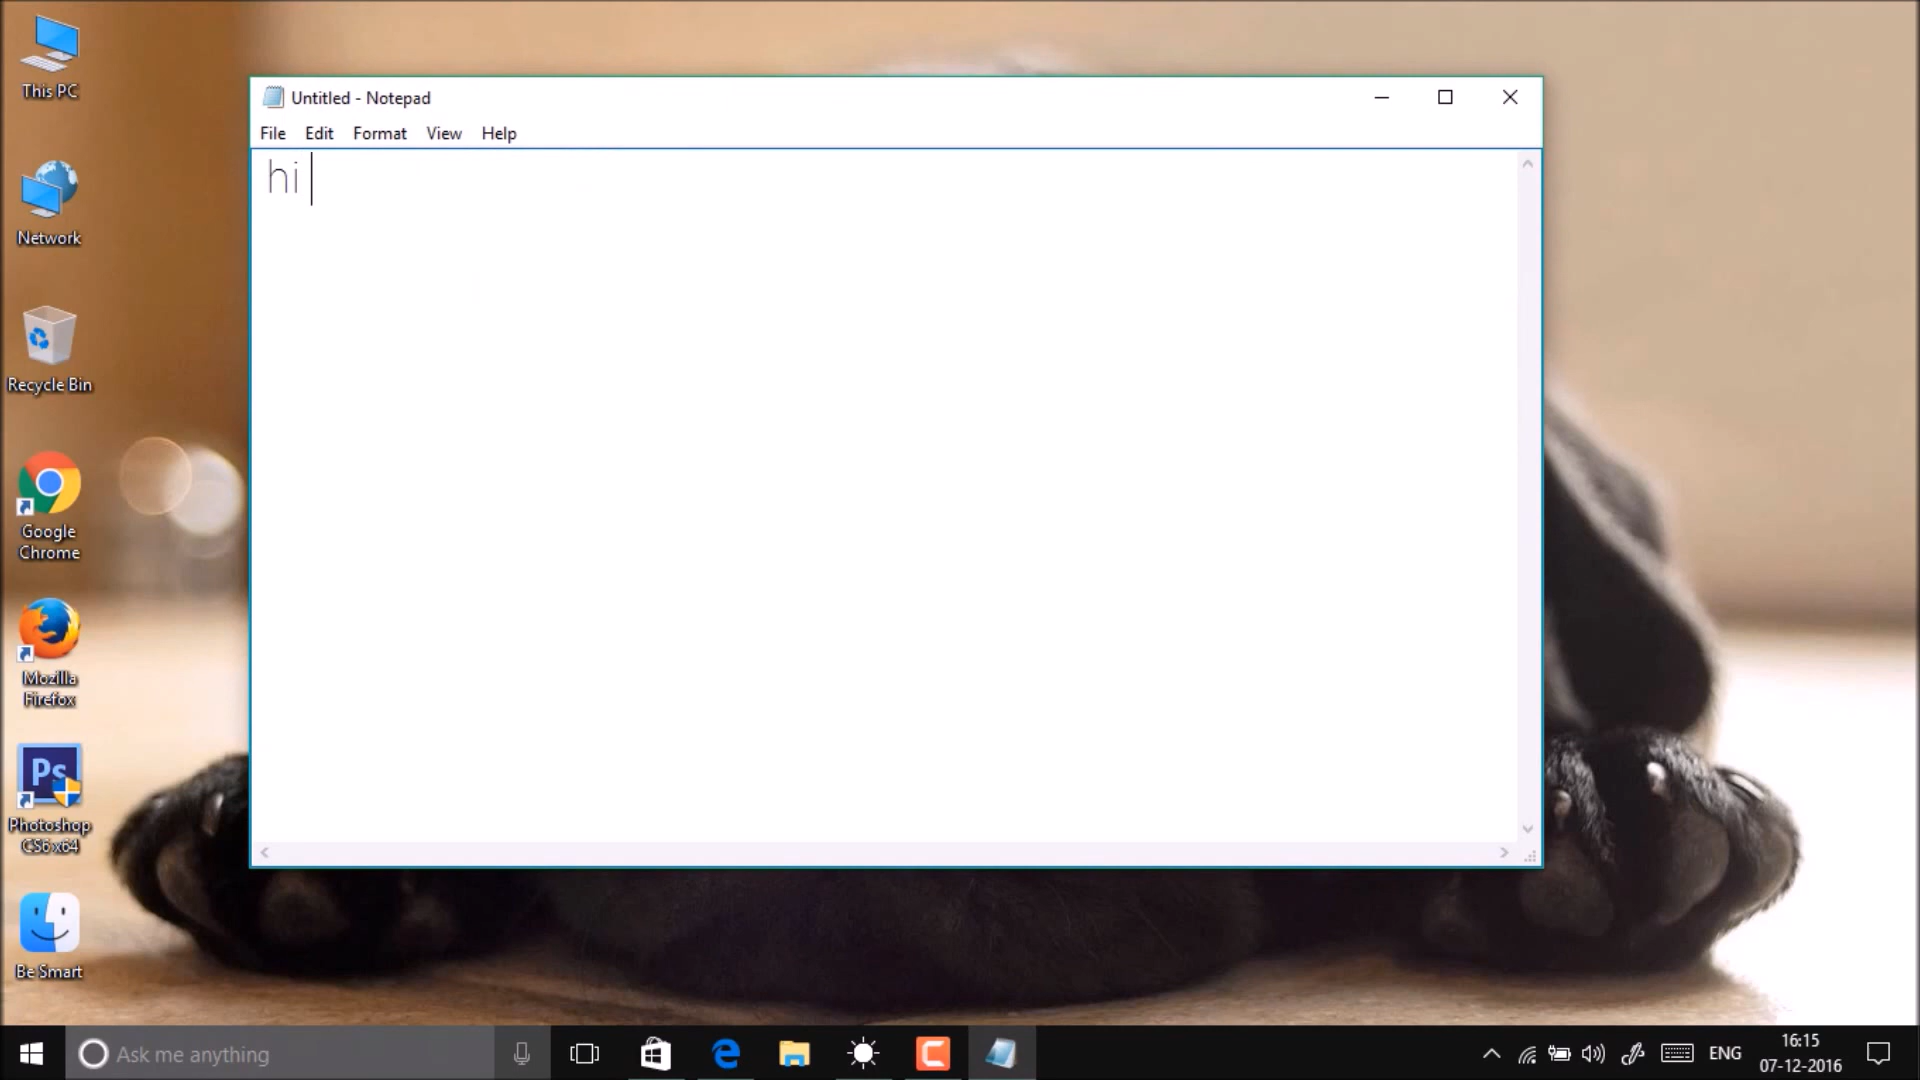 This PC
Network
Recycle Bin
Google
Chrome
Mozilla
Firefox
Ps
Photoshop
CS6 x64
Be Smart
Untitled - Notepad
File Edit Format View Help
hi
Ask me anything
ENG
16:15
07-12-2016